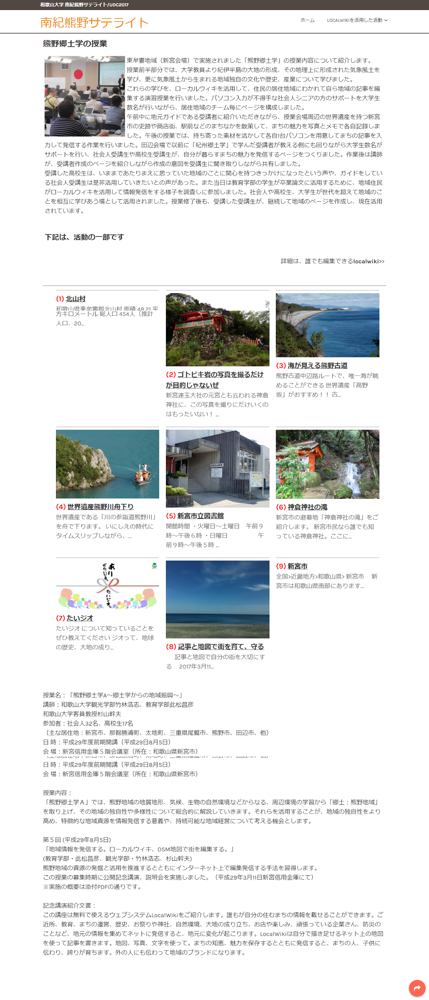 和歌山大学 南紀熊野サテライト/UDC2017
南紀熊野サテライト
ホーム
LOCALWIKIを活用した活動
熊野郷土学の授業
東牟婁地域（新宮会場）で実施されました「熊野郷土学」の授業内容について紹介します。
授業前半部分では、大学教員より紀伊半島の大地の形成、その地理上に形成された気象風土を
学び、更に気象風土から生まれる地域独自の文化や歴史、産業について学びました。
これらの学びを、ローカルウィキを活用して、住民の居住地域にわかれて自ら地域の記事を編
集する演習授業を行いました。パソコン入力が不得手な社会人シニアの方のサポートを大学生
数名が行いながら、居住地域のチーム毎にページを構成しました。
午前中に地元ガイドである受講者に紹介いただきながら、授業会場周辺の世界遺産を持つ新宮
市の史跡や商店街、駅前などのまちなかを散策して、まちの魅力を写真とメモで各自記録しま
した。午後の授業では、持ち寄った素材を活かして各自1台パソコンを用意してまちの記事を入
力して発信する作業を行いました。田辺会場で以前に「紀州郷土学」で学んだ受講者が教える側にも回りながら大学生数名が
サポートを行い、社会人受講生や高校生受講生が、自分が暮らすまちの魅力を発信するページをつくりました。作業後は講師
が、受講者作成のページを紹介しながら作成の意図を受講生に聞き取りしながら共有しました。
受講した高校生は、いままであたりまえに思っていた地域のことに関心を持つきっかけになったという声や、ガイドをしてい
る社会人受講生は是非活用していきたいとの声があった。また当日は教育学部の学生が卒業論文に活用するために、地域住民
がローカルウィキを活用して情報発信をする様子を調査しに参加しました。社会人や高校生、大学生が世代を超えて地域のこ
とを相互に学びあう場として活用されました。授業修了後も、受講した受講生が、継続して地域のページを作成し、現在活用
されています。
下記は、活動の一部です
詳細は、誰でも編集できるlocalwiki>>
(1) 北山村
和歌山県東牟婁郡北山村 面積 48.21 平
方キロメートル 総人口 454人（推計
人口、20...
(2) ゴトビキ岩の写真を撮るだけ
が目的じゃないぜ
新宮速玉大社の元宮とも云われる神倉
神社に、この写真を撮りにだけいくの
はもったいない！ ...
(3) 海が見える熊野古道
熊野古道中辺路ルートで、唯一海が眺
めることができる 世界遺産「高野
坂」がおすすめ！！ 古...
(4) 世界遺産熊野川舟下り
世界遺産である「川の参詣道熊野川」
を舟で下ります。 いにしえの時代に
タイムスリップしながら、...
(5) 新宮市立図書館
開館時間 ・火曜日～土曜日　午前９
時～午後６時 ・日曜日　　　　　午
前９時～午後５時 ...
(6) 神倉神社の滝
新宮市の避暑地「神倉神社の滝」をご
紹介します。 新宮市民なら誰でも知
っている神倉神社。ここに...
ありがたいジオ。
たいジオ。
(7) たいジオ
たいジオ について知っていることを
ぜひ教えてください ジオって、地球
の歴史、大地の成り...
(8) 記事と地図で街を育て、守る
記事と地図で自分の街を大切にす
る　2017年3月11...
(9) 新宮市
全国>近畿地方>和歌山県> 新宮市　新
宮市は和歌山県南部にあります...
授業名：「熊野郷土学A～郷土学からの地域振興～」
講師：和歌山大学観光学部竹林浩志、教育学部此松昌彦
和歌山大学客員教授杉山幹夫
参加者：社会人32名、高校生17名
（主な居住地：新宮市、那智勝浦町、太地町、三重県尾鷲市、熊野市、田辺市、他）
日 時：平成29年度前期開講（平成29日8月5日）
会 場：新宮信用金庫５階会議室（所在：和歌山県新宮市）
（主な居住地：新宮市、那智勝浦町、太地町、三重県尾鷲市、熊野市、田辺市、他）
日 時：平成29年度前期開講（平成29日8月5日）
会 場：新宮信用金庫５階会議室（所在：和歌山県新宮市）
授業内容：
「熊野郷土学Ａ」では、熊野地域の地質地形、気候、生物の自然環境などからなる、周辺環境の学習から「郷土：熊野地域」
を取り上げ、その地域の独自性や多様性について総合的に解説していきます。それらを活用することが、地域の独自性をより
高め、特徴的な地域資源を情報発信する意義や、持続可能な地域経営について考える機会とします。
第５回 (平成29年8月5日)
「地域情報を発信する。ローカルウィキ、OSM地図で街を編集する。」
(教育学部・此松昌彦、観光学部・竹林浩志、杉山幹夫)
熊野地域の資源の発掘と活用を推進するとともにインターネット上で編集発信する手法を習得します。
この授業の募集時期に公開記念講演、説明会を実施しました。（平成29年3月11日新宮信用金庫にて）
※実施の概要は添付PDFの通りです。
記念講演紹介文書：
この講座は無料で使えるウェブシステムLocalWikiをご紹介します。誰もが自分の住むまちの情報を載せることができます。ご
近所、教育、まちの運営、歴史、お祭りや神社、自然環境、大地の成り立ち、お店や楽しみ、頑張っている企業さん、防災の
ことなど、地元の情報を集めてネットに発信すると、地元に変化が起こります。LocalWikiは自分で描き足せるネット上の地図
を使って記事を書きます。地図、写真、文字を使って。まちの知恵、魅力を保存するとともに発信すると、まちの人、子供に
伝わり、誇りが育ちます。外の人にも伝わって地域のブランドになります。